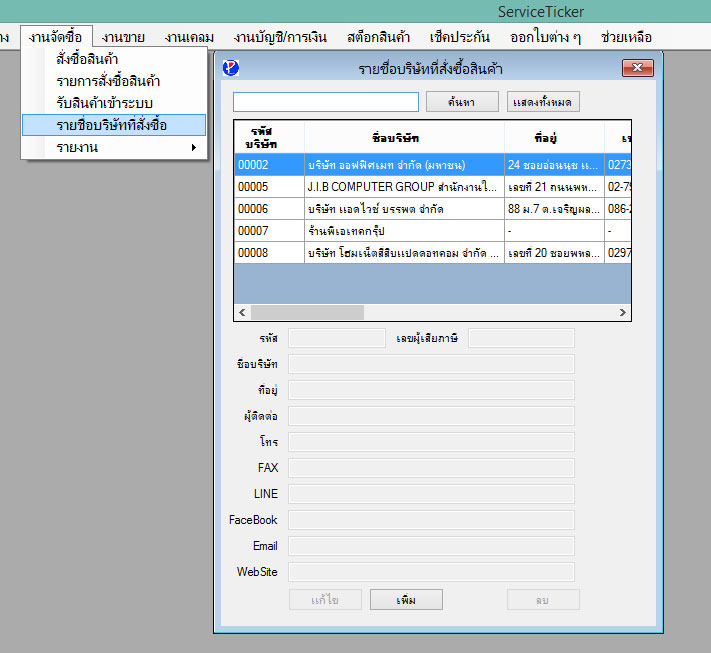 ServiceTicker
าง งานจัดซื้อ งานขาย งานเคลม งานบัญชี/การเงิน สต็อกสินค้า เช็คประกัน ออกใบต่าง ๆ ช่วยเหลือ
สั่งซื้อสินค้า
รายการสั่งซื้อสินค้า
รับสินค้าเข้าระบบ
รายชื่อบริษัทที่สั่งซื้อ
รายงาน
รายชื่อบริษัทที่สั่งซื้อสินค้า
ค้นหา แสดงทั้งหมด
รหัสบริษัท ชื่อบริษัท ที่อยู่ เบ
00002 บริษัท ออฟฟิศเมท จำกัด (มหาชน) 24 ซอยอ่อนนุช แ... 0273
00005 J.I.B COMPUTER GROUP สำนักงานใ... เลขที่ 21 ถนนพห... 02-79
00006 บริษัท แอดไวซ์ บรรพต จำกัด 88 ม.7 ต.เจริญผล... 086-2
00007 ร้านพีเอเทคกรุ๊ป - -
00008 บริษัท โฮมเน็ตสี่สิบแปดดอทคอม จำกัด ... เลขที่ 20 ซอยพหล... 0297
รหัส เลขผู้เสียภาษี
ชื่อบริษัท
ที่อยู่
ผู้ติดต่อ
โทร
FAX
LINE
FaceBook
Email
WebSite
แก้ไข เพิ่ม ลบ